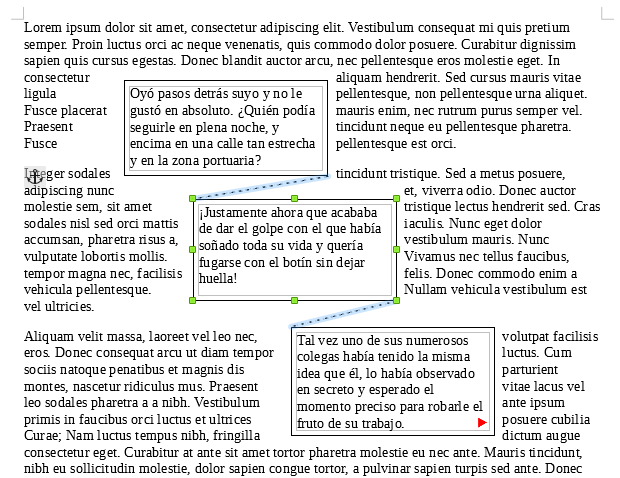 Lorem ipsum dolor sit amet, consectetur adipiscing elit. Vestibulum consequat mi quis pretium
semper. Proin luctus orci ac neque venenatis, quis commodo dolor posuere. Curabitur dignissim
sapien quis cursus egestas. Donec blandit auctor arcu, nec pellentesque eros molestie eget. In
consectetur aliquam hendrerit. Sed cursus mauris vitae
ligula pellentesque, non pellentesque urna aliquet.
Fusce placerat mauris enim, nec rutrum purus semper vel.
Praesent tincidunt neque eu pellentesque pharetra.
Fusce pellentesque est orci.
Oyó pasos detrás suyo y no le
gustó en absoluto. ¿Quién podía
seguirle en plena noche, y
encima en una calle tan estrecha
y en la zona portuaria?
Integer sodales tincidunt tristique. Sed a metus posuere,
adipiscing nunc et, viverra odio. Donec auctor
molestie sem, sit amet tristique lectus hendrerit sed. Cras
sodales nisl sed orci mattis iaculis. Nunc eget dolor
accumsan, pharetra risus a, vestibulum mauris. Nunc
vulputate lobortis mollis. Vivamus nec tellus faucibus,
tempor magna nec, facilisis felis. Donec commodo enim a
vehicula pellentesque. Nullam vehicula vestibulum est
vel ultricies.
¡Justamente ahora que acababa
de dar el golpe con el que había
soñado toda su vida y quería
fugarse con el botín sin dejar
huella!
Aliquam velit massa, laoreet vel leo nec, volutpat facilisis
eros. Donec consequat arcu ut diam tempor luctus. Cum
sociis natoque penatibus et magnis dis parturient
montes, nascetur ridiculus mus. Praesent vitae lacus vel
leo sodales pharetra a a nibh. Vestibulum ante ipsum
primis in faucibus orci luctus et ultrices posuere cubilia
Curae; Nam luctus tempus nibh, fringilla dictum augue
Tal vez uno de sus numerosos
colegas había tenido la misma
idea que él, lo había observado
en secreto y esperado el
momento preciso para robarle el
fruto de su trabajo.
consectetur eget. Curabitur at ante sit amet tortor pharetra molestie eu nec ante. Mauris tincidunt,
nibh eu sollicitudin molestie, dolor sapien congue tortor, a pulvinar sapien turpis sed ante. Donec